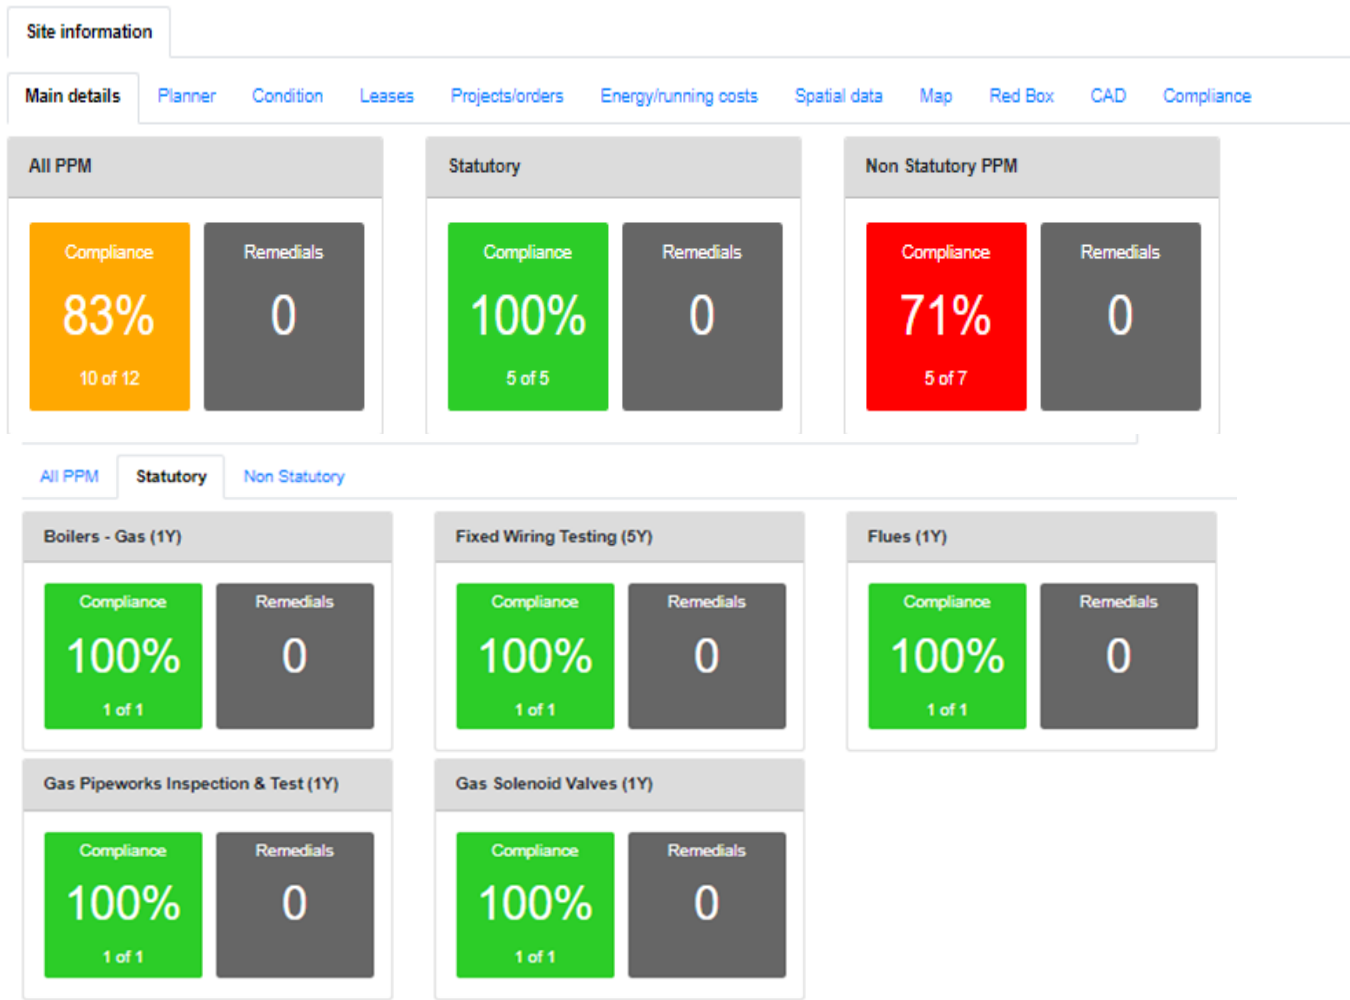 Site information
Main details Planner Condition Leases Projects/orders Energy/running costs Spatial data Map Red Box CAD Compliance
All PPM Statutory Non Statutory PPM
Compliance Remedials Compliance Remedials Compliance Remedials
83% 0 100% 0 71% 0
10 of 12 5 of 5 5 of 7
All PPM Statutory Non Statutory
Boilers - Gas (1Y) Fixed Wiring Testing (5Y) Flues (1Y)
Compliance Remedials Compliance Remedials Compliance Remedials
100% 0 100% 0 100% 0
1 of 1 1 of 1 1 of 1
Gas Pipeworks Inspection & Test (1Y) Gas Solenoid Valves (1Y)
Compliance Remedials Compliance Remedials
100% 0 100% 0
1 of 1 1 of 1